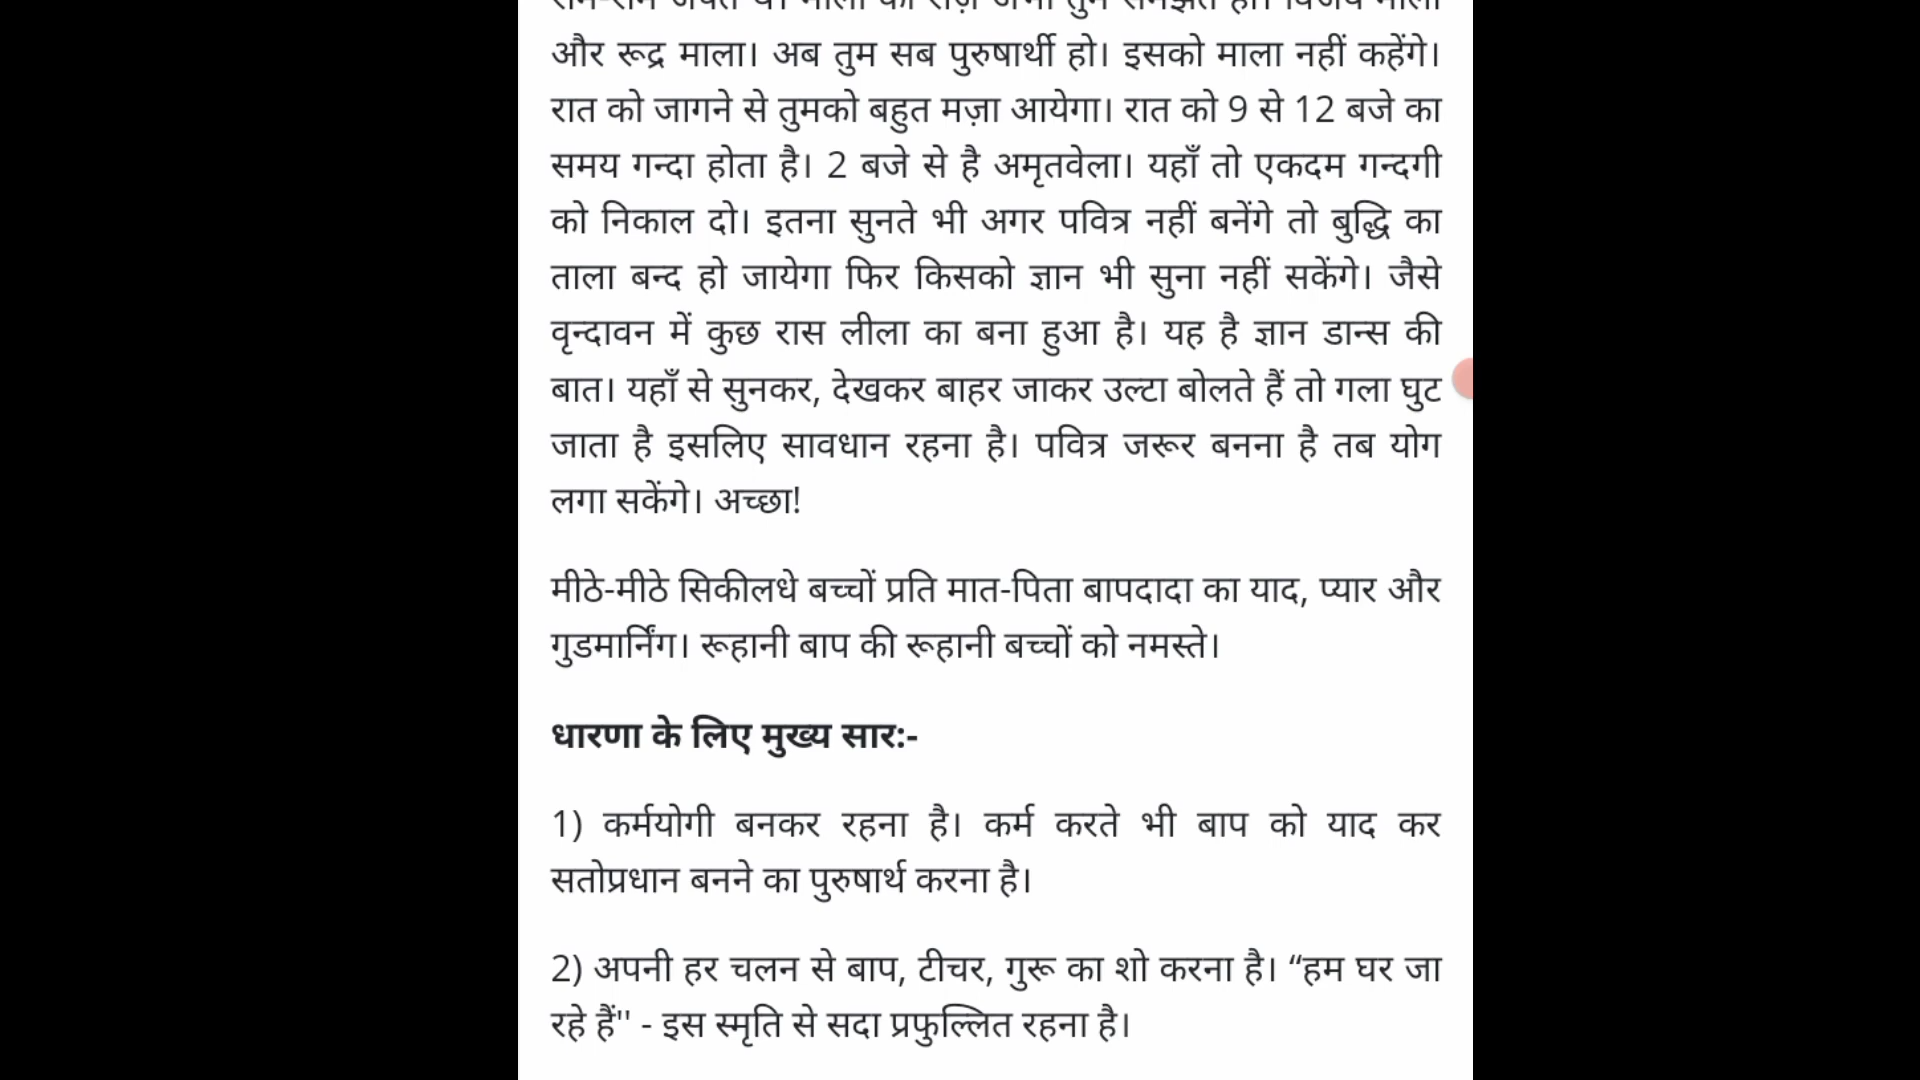 और रूद्र माला। अब तुम सब पुरुषार्थी हो। इसको माला नहीं कहेंगे।
रात को जागने से तुमको बहुत मज़ा आयेगा। रात को 9 से 12 बजे का
समय गन्दा होता है। 2 बजे से है अमृतवेला। यहाँ तो एकदम गन्दगी
को निकाल दो। इतना सुनते भी अगर पवित्र नहीं बनेंगे तो बुद्धि का
ताला बन्द हो जायेगा फिर किसको ज्ञान भी सुना नहीं सकेंगे। जैसे
वृन्दावन में कुछ रास लीला का बना हुआ है। यह है ज्ञान डान्स की
बात। यहाँ से सुनकर, देखकर बाहर जाकर उल्टा बोलते हैं तो गला घुट
जाता है इसलिए सावधान रहना है। पवित्र जरूर बनना है तब योग
लगा सकेंगे। अच्छा!
मीठे-मीठे सिकीलधे बच्चों प्रति मात-पिता बापदादा का याद, प्यार और
गुडमार्निंग। रूहानी बाप की रूहानी बच्चों को नमस्ते।
धारणा के लिए मुख्य सार:-
1) कर्मयोगी बनकर रहना है। कर्म करते भी बाप को याद कर
सतोप्रधान बनने का पुरुषार्थ करना है।
2) अपनी हर चलन से बाप, टीचर, गुरू का शो करना है। “हम घर जा
रहे हैं'' - इस स्मृति से सदा प्रफुल्लित रहना है।